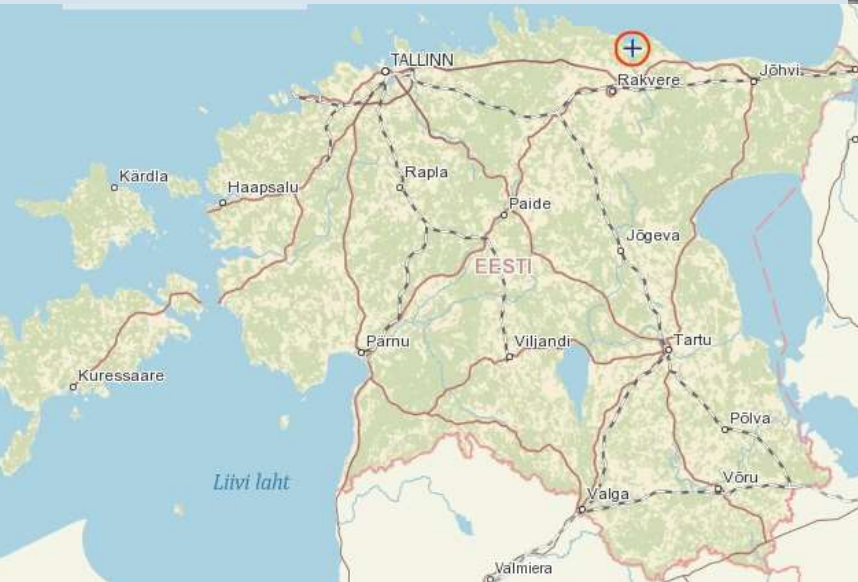 TALLINN
Rakvere
Jõhvi
Kärdla
Haapsalu
Rapla
Paide
Jõgeva
EESTI
Pärnu
Viljandi
Tartu
Kuressaare
Põlva
Liivi laht
Valga
Võru
Valmiera